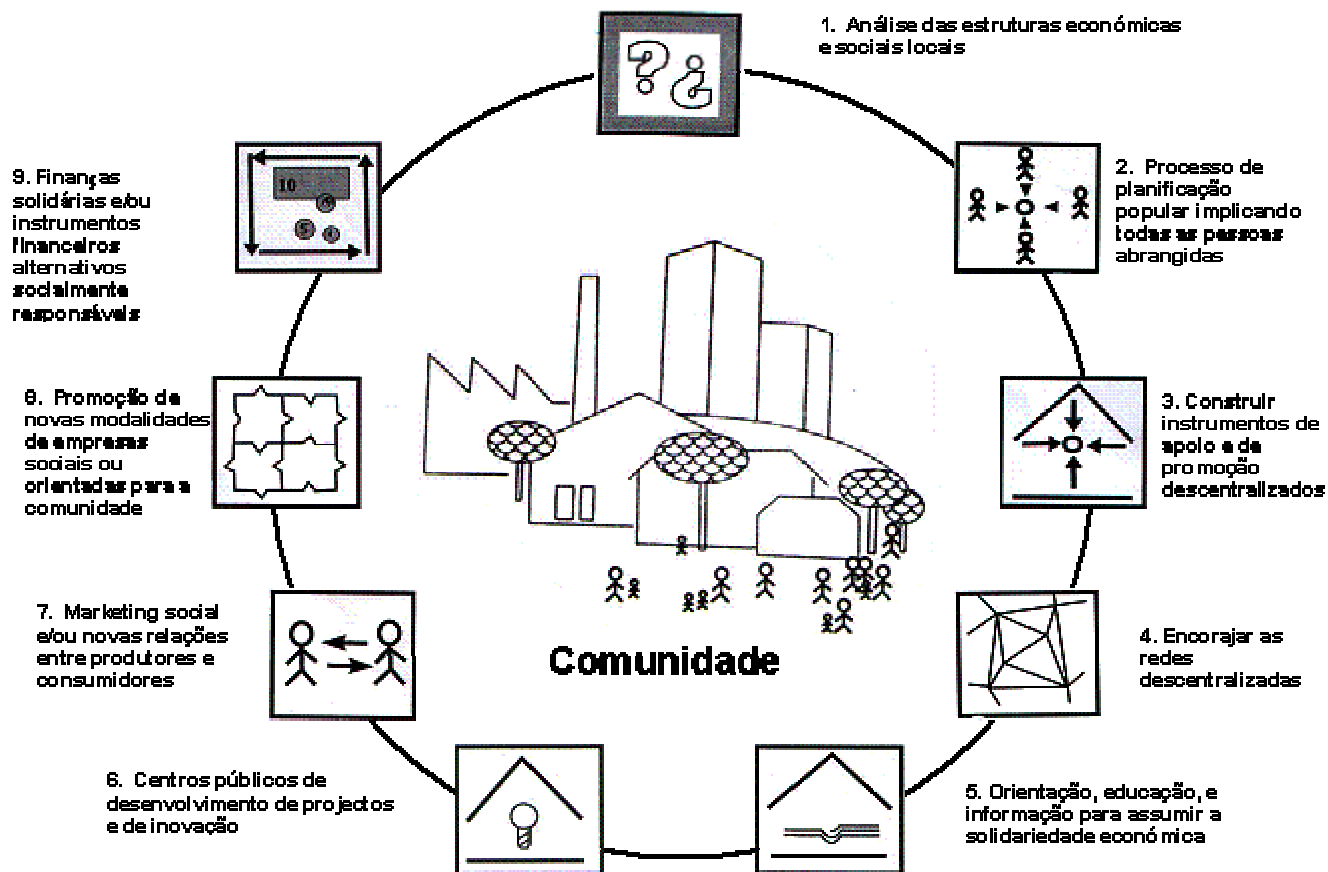 1. Análise das estruturas económicas
e sociais locais
2. Processo de
planificação
popular implicando
todas as pessoas
abrangidas
3. Construir
instrumentos de
apoio e de
promoção
descentralizados
4. Encorajar as
redes
descentralizadas
5. Orientação, educação, e
informação para assumir a
solidariedade económica
6. Centros públicos de
desenvolvimento de projectos
e de inovação
7. Marketing social
e/ou novas relações
entre produtores e
consumidores
8. Promoção de
novas modalidades
de empresas
sociais ou
orientadas para a
comunidade
9. Finanças
solidárias e/ou
instrumentos
financeiros
alternativos
socialmente
responsáveis
10
5
Comunidade